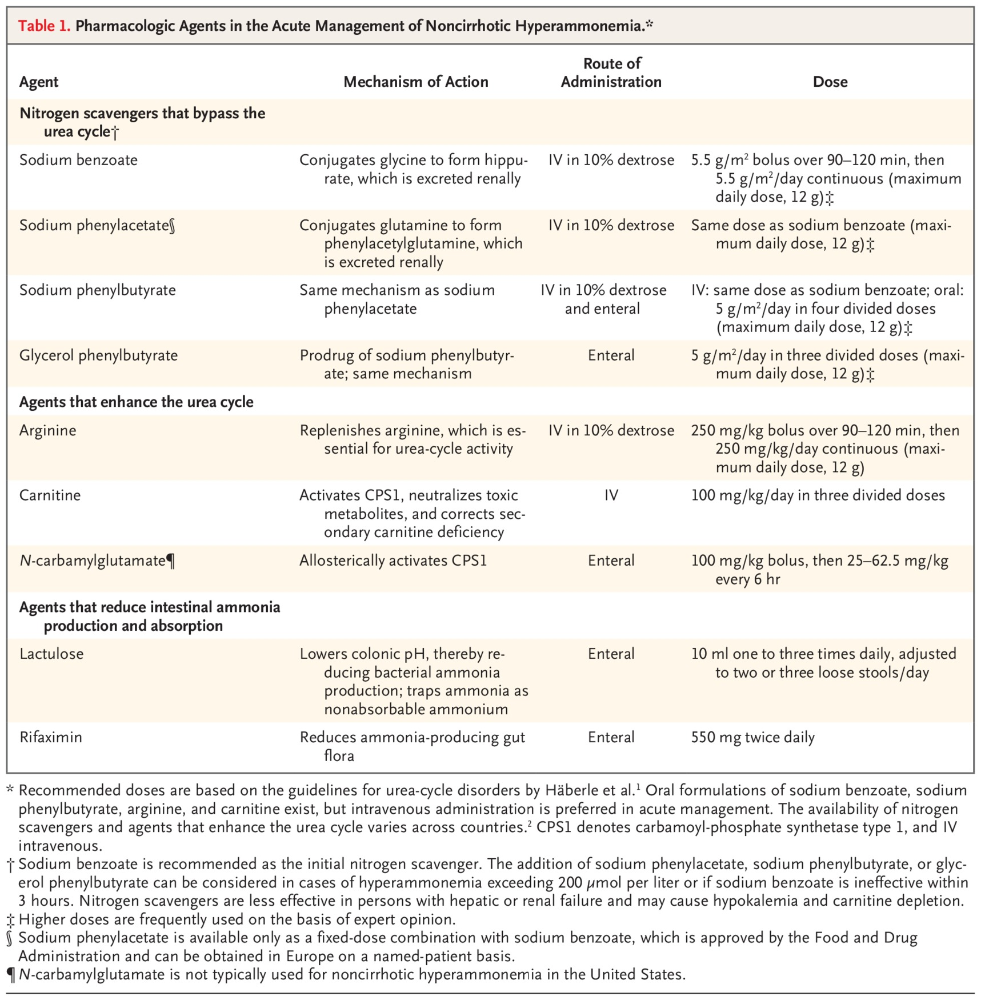 Table 1. Pharmacologic Agents in the Acute Management of Noncirrhotic Hyperammonemia.*
Agent
Mechanism of Action
Route of
Administration
Dose
Nitrogen scavengers that bypass the
urea cycle†
Sodium benzoate
Conjugates glycine to form hippu-
rate, which is excreted renally
IV in 10% dextrose
5.5 g/m² bolus over 90–120 min, then
5.5 g/m²/day continuous (maximum
daily dose, 12 g)‡
Sodium phenylacetate§
Conjugates glutamine to form
phenylacetylglutamine, which
is excreted renally
IV in 10% dextrose
Same dose as sodium benzoate (maxi-
mum daily dose, 12 g)‡
Sodium phenylbutyrate
Same mechanism as sodium
phenylacetate
IV in 10% dextrose
and enteral
IV: same dose as sodium benzoate; oral:
5 g/m²/day in four divided doses
(maximum daily dose, 12 g)‡
Glycerol phenylbutyrate
Prodrug of sodium phenylbutyr-
ate; same mechanism
Enteral
5 g/m²/day in three divided doses (maxi-
mum daily dose, 12 g)‡
Agents that enhance the urea cycle
Arginine
Replenishes arginine, which is es-
sential for urea-cycle activity
IV in 10% dextrose
250 mg/kg bolus over 90–120 min, then
250 mg/kg/day continuous (maxi-
mum daily dose, 12 g)
Carnitine
Activates CPS1, neutralizes toxic
metabolites, and corrects sec-
ondary carnitine deficiency
IV
100 mg/kg/day in three divided doses
N-carbamylglutamate¶
Allosterically activates CPS1
Enteral
100 mg/kg bolus, then 25–62.5 mg/kg
every 6 hr
Agents that reduce intestinal ammonia
production and absorption
Lactulose
Lowers colonic pH, thereby re-
ducing bacterial ammonia
production; traps ammonia as
nonabsorbable ammonium
Enteral
10 ml one to three times daily, adjusted
to two or three loose stools/day
Rifaximin
Reduces ammonia-producing gut
flora
Enteral
550 mg twice daily
* Recommended doses are based on the guidelines for urea-cycle disorders by Häberle et al.¹ Oral formulations of sodium benzoate, sodium
phenylbutyrate, arginine, and carnitine exist, but intravenous administration is preferred in acute management. The availability of nitrogen
scavengers and agents that enhance the urea cycle varies across countries.² CPS1 denotes carbamoyl-phosphate synthetase type 1, and IV
intravenous.
† Sodium benzoate is recommended as the initial nitrogen scavenger. The addition of sodium phenylacetate, sodium phenylbutyrate, or glyc-
erol phenylbutyrate can be considered in cases of hyperammonemia exceeding 200 μmol per liter or if sodium benzoate is ineffective within
3 hours. Nitrogen scavengers are less effective in persons with hepatic or renal failure and may cause hypokalemia and carnitine depletion.
‡ Higher doses are frequently used on the basis of expert opinion.
§ Sodium phenylacetate is available only as a fixed-dose combination with sodium benzoate, which is approved by the Food and Drug
Administration and can be obtained in Europe on a named-patient basis.
¶ N-carbamylglutamate is not typically used for noncirrhotic hyperammonemia in the United States.